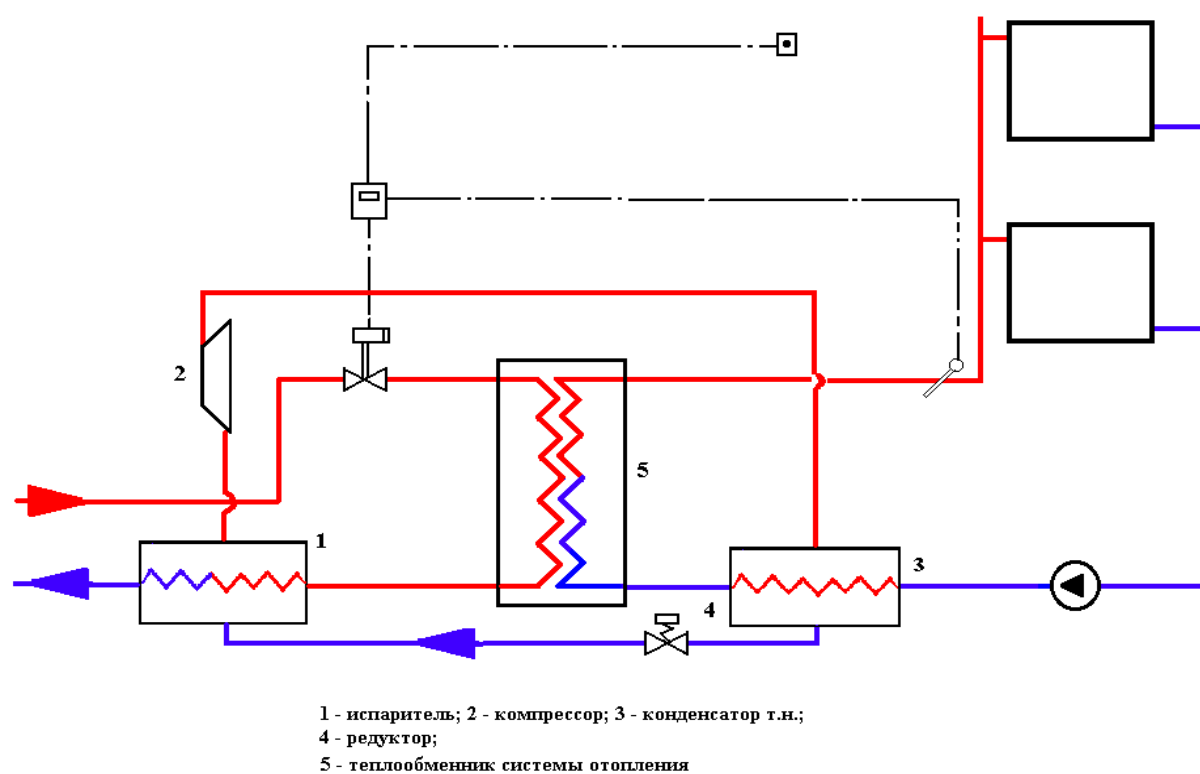 2
5
1
3
4
1 - испаритель; 2 - компрессор; 3 - конденсатор т.н.;
4 - редуктор;
5 - теплообменник системы отопления